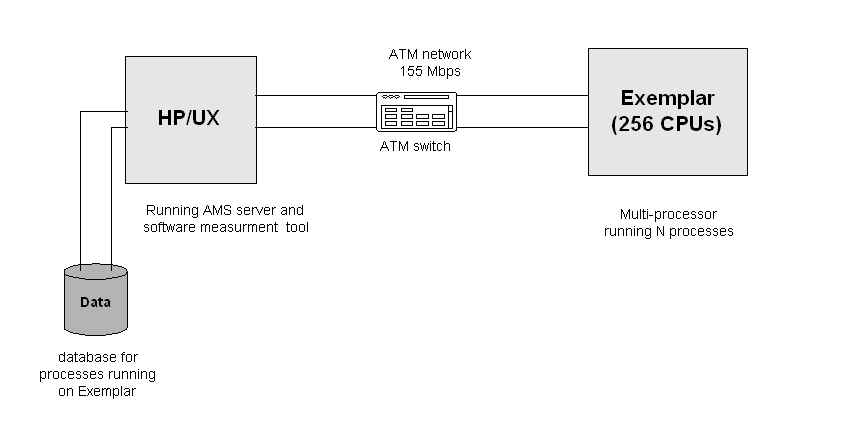 ATM network
155 Mbps
HP/UX
Exemplar
(256 CPUs)
ATM switch
Running AMS server and
software measurment tool
Multi-processor
running N processes
Data
database for
processes running
on Exemplar